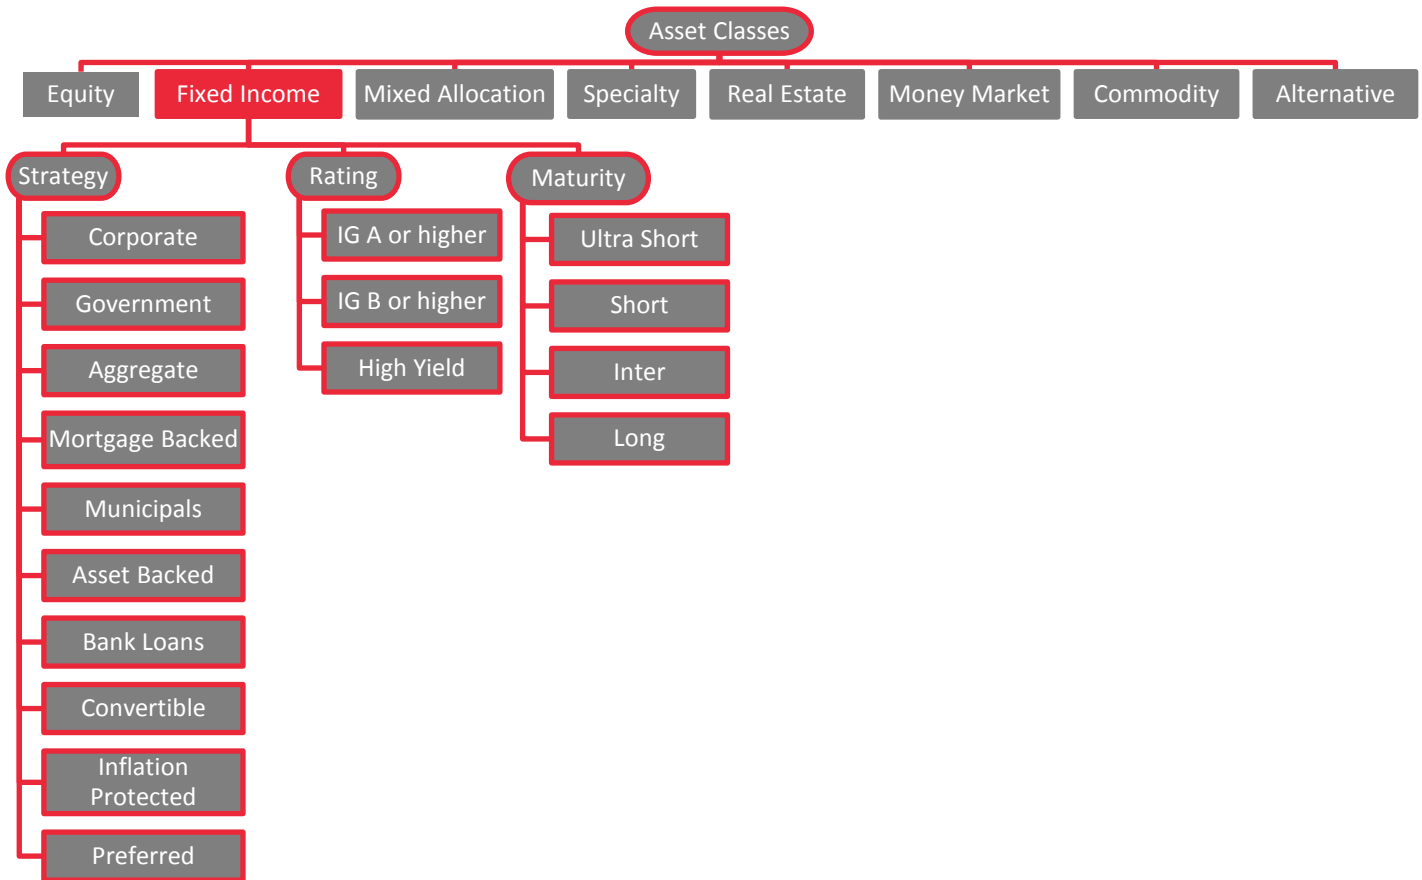 Asset Classes
Equity
Fixed Income
Mixed Allocation
Specialty
Real Estate
Money Market
Commodity
Alternative
Strategy
Corporate
Government
Aggregate
Mortgage Backed
Municipals
Asset Backed
Bank Loans
Convertible
Inflation
Protected
Preferred
Rating
IG A or higher
IG B or higher
High Yield
Maturity
Ultra Short
Short
Inter
Long